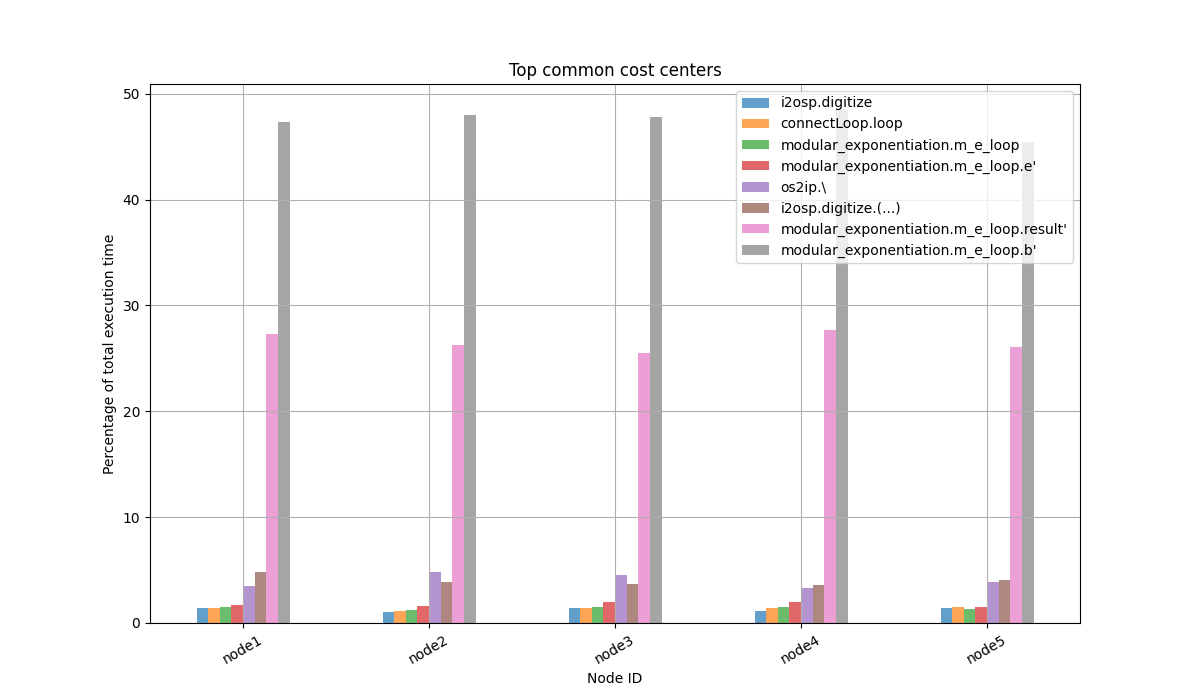 Top common cost centers
i2osp.digitize
connectLoop.loop
modular_exponentiation.m_e_loop
modular_exponentiation.m_e_loop.e'
os2ip.\
i2osp.digitize.(...)
modular_exponentiation.m_e_loop.result'
modular_exponentiation.m_e_loop.b'
Percentage of total execution time
50
40
30
20
10
0
node1
node2
node3
node4
node5
Node ID